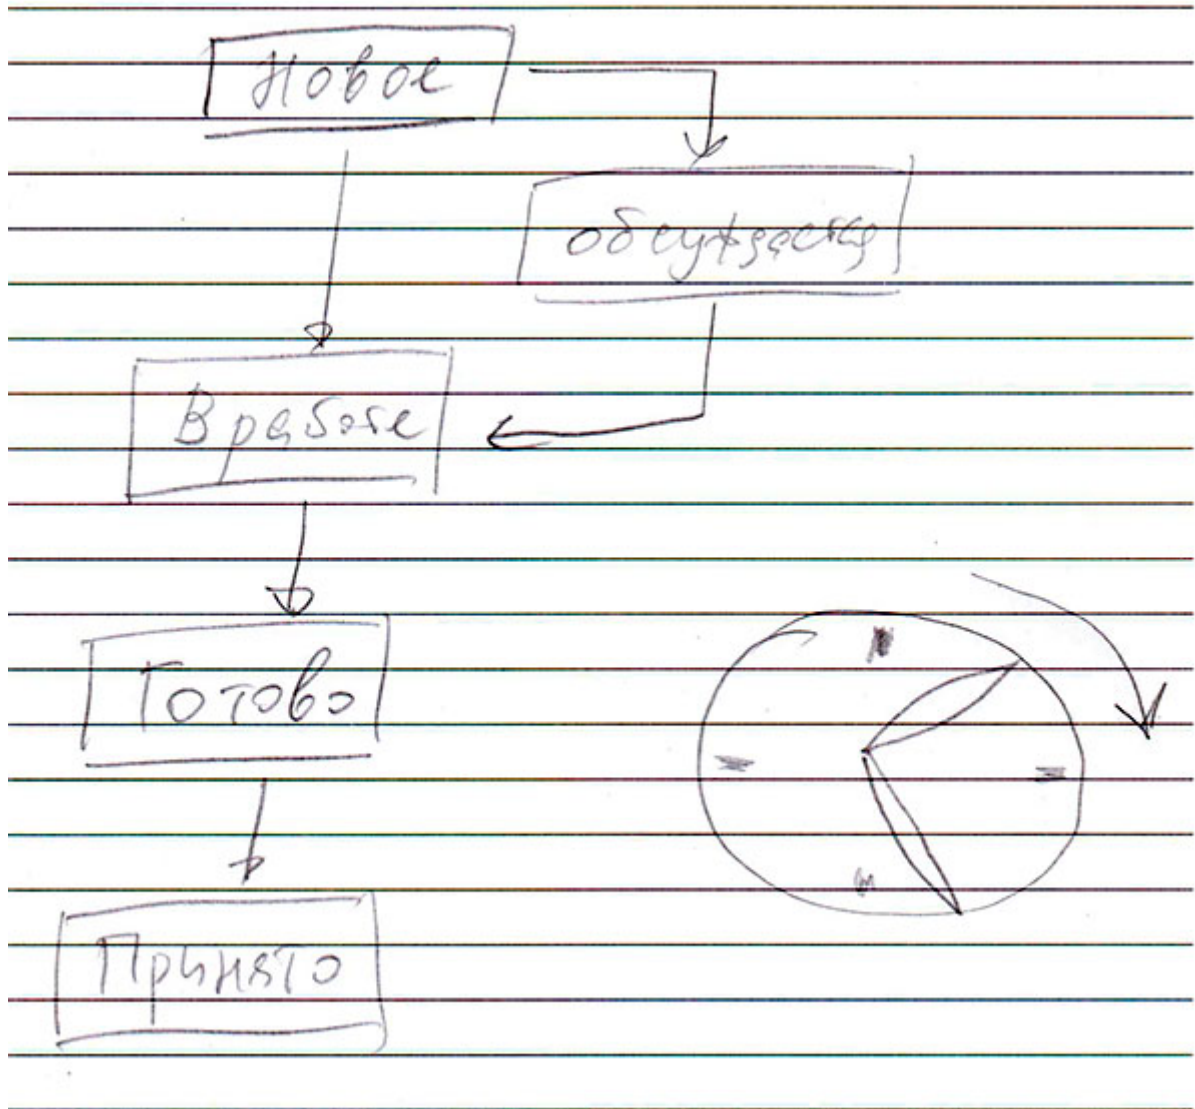 Новое
обсуждается
В работе
Готово
Принято